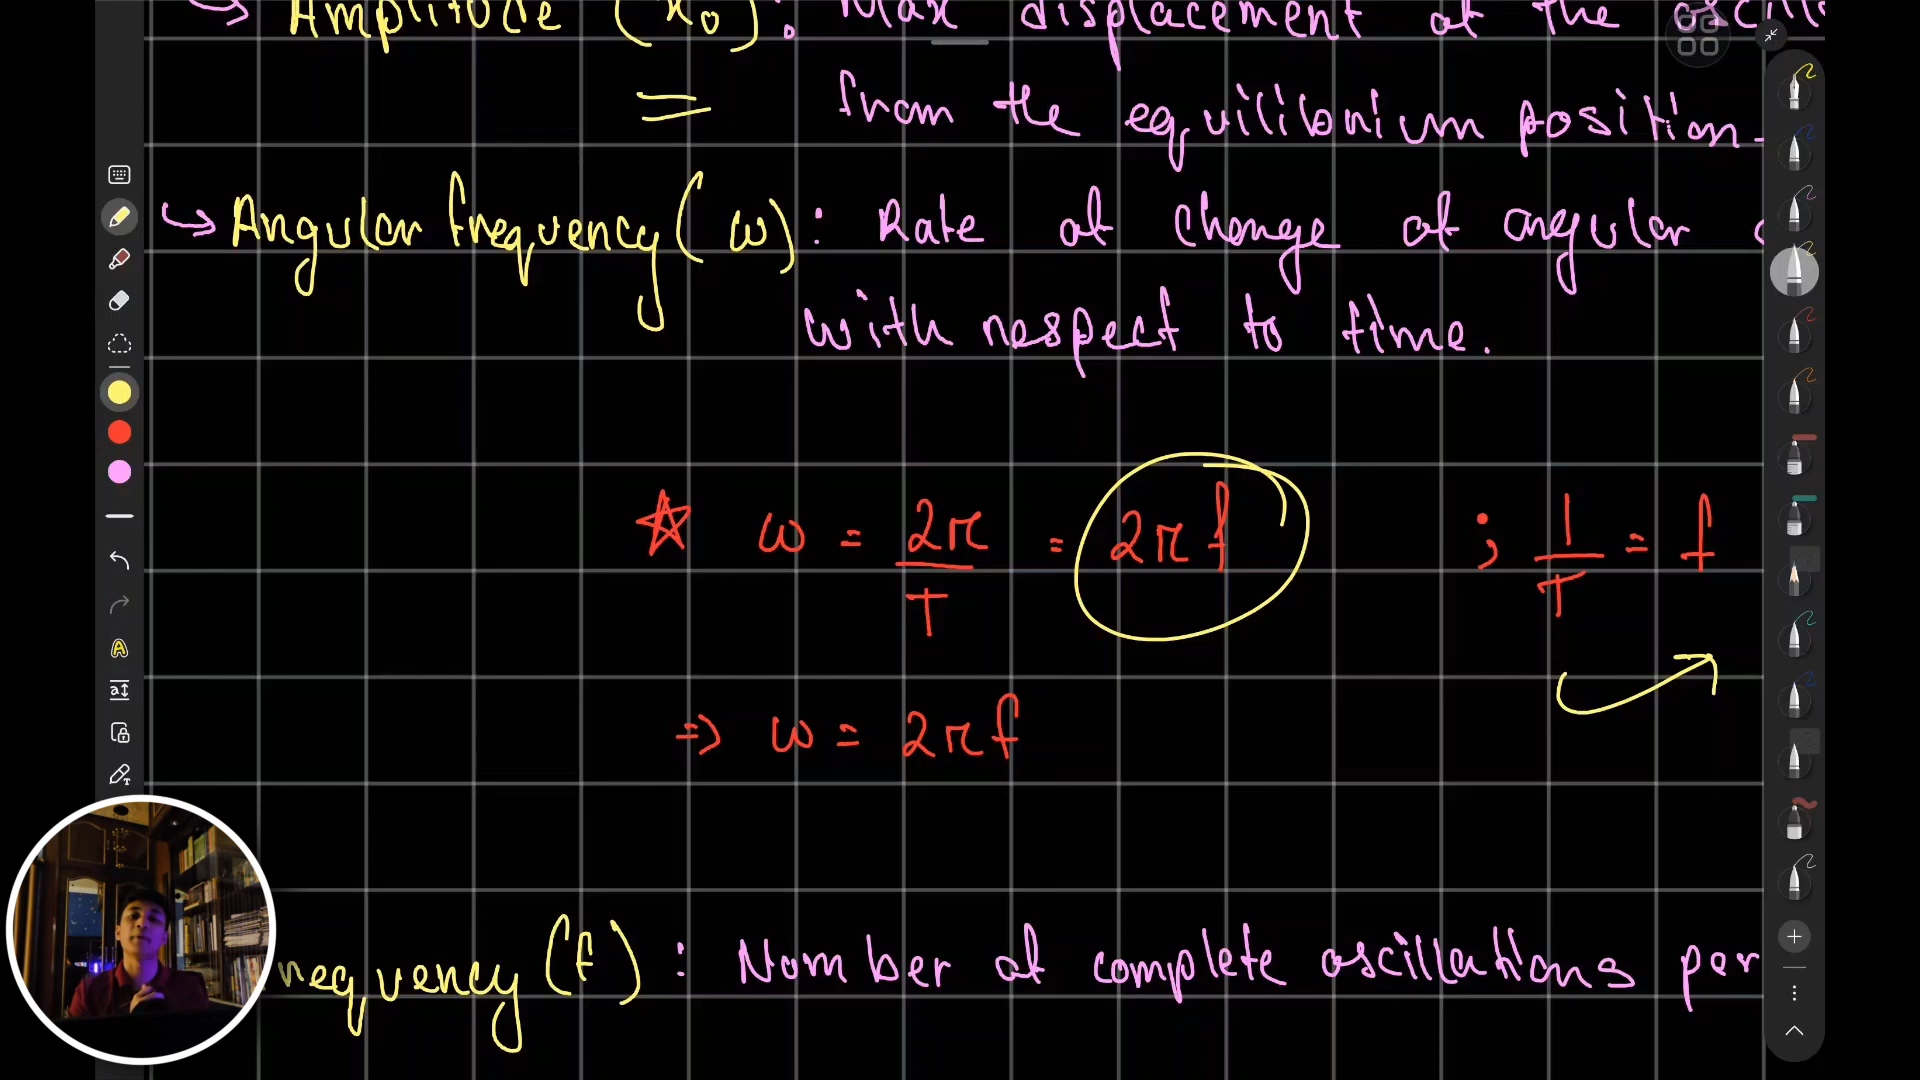 ↳ Amplitude (x₀) : Max displacement of the
from the equilibrium position.
↳ Angular frequency (ω) : Rate of change of angular
with respect to time.
☆ ω = 2π/T = 2πf ; 1/T = f
⇒ ω = 2πf
requency (f) : Number of complete oscillations per